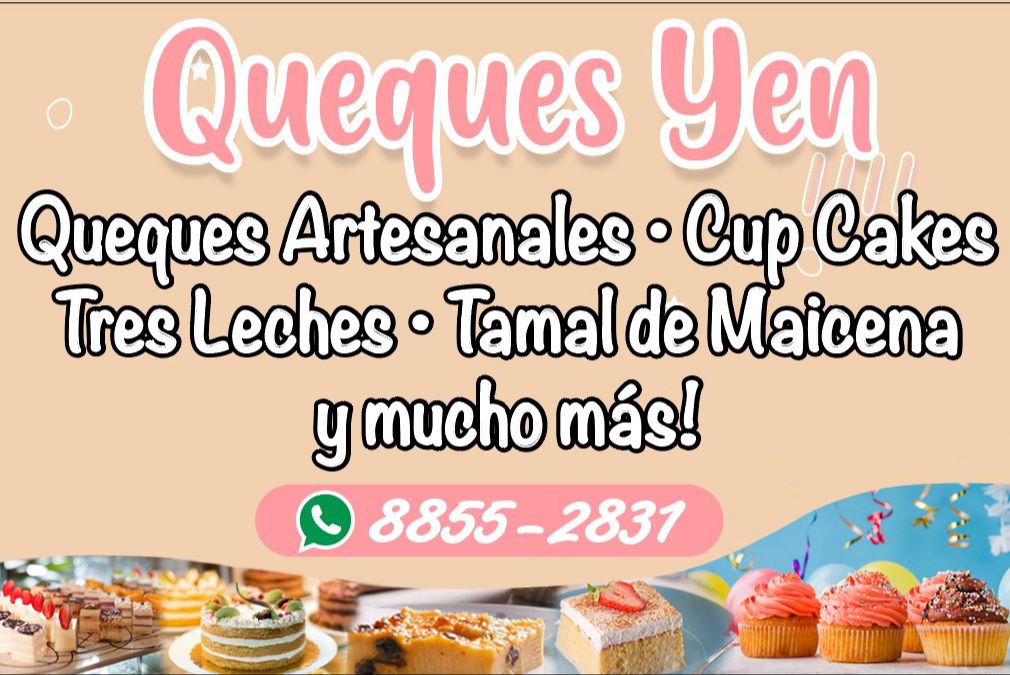 Queques Yen
Queques Artesanales • Cup Cakes
Tres Leches • Tamal de Maicena
y mucho más!
8855-2831